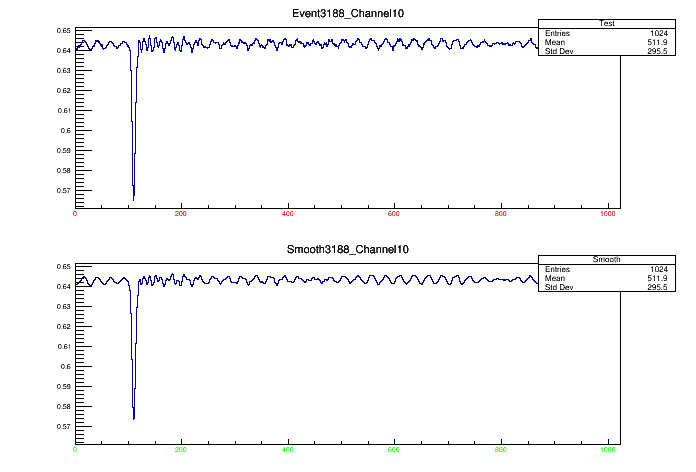 Event3188_Channel10
Test
Entries 1024
Mean 511.9
Std Dev 295.5
0.65
0.64
0.63
0.62
0.61
0.6
0.59
0.58
0.57
0 200 400 600 800 1000
Smooth3188_Channel10
Smooth
Entries 1024
Mean 511.9
Std Dev 295.5
0.65
0.64
0.63
0.62
0.61
0.6
0.59
0.58
0.57
0 200 400 600 800 1000